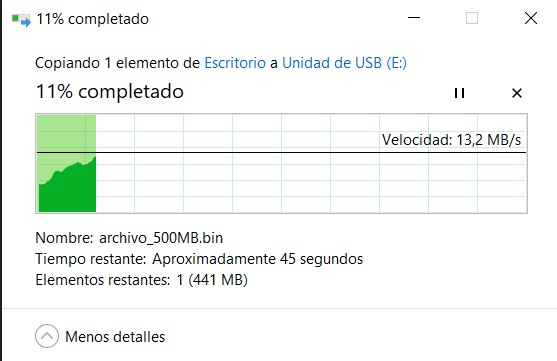 11% completado
Copiando 1 elemento de Escritorio a Unidad de USB (E:)
11% completado
Velocidad: 13,2 MB/s
Nombre: archivo_500MB.bin
Tiempo restante: Aproximadamente 45 segundos
Elementos restantes: 1 (441 MB)
Menos detalles